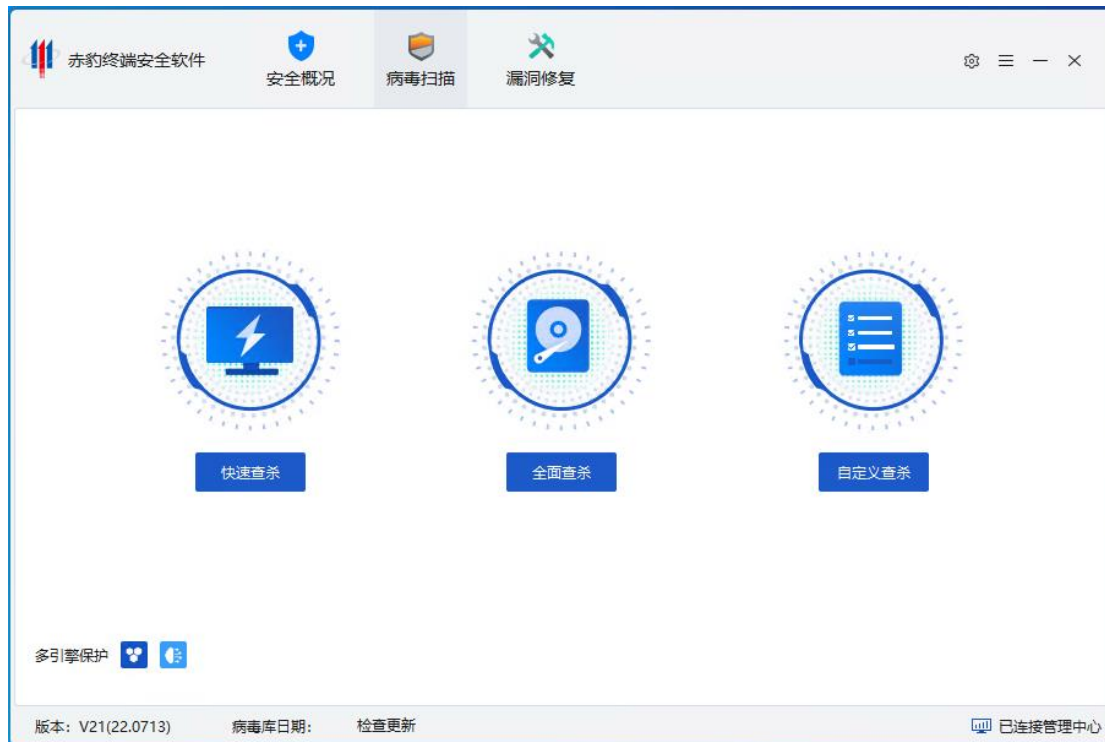 赤豹终端安全软件
安全概况
病毒扫描
漏洞修复
快速查杀
全面查杀
自定义查杀
多引擎保护
版本：V21(22.0713) 病毒库日期： 检查更新 已连接管理中心